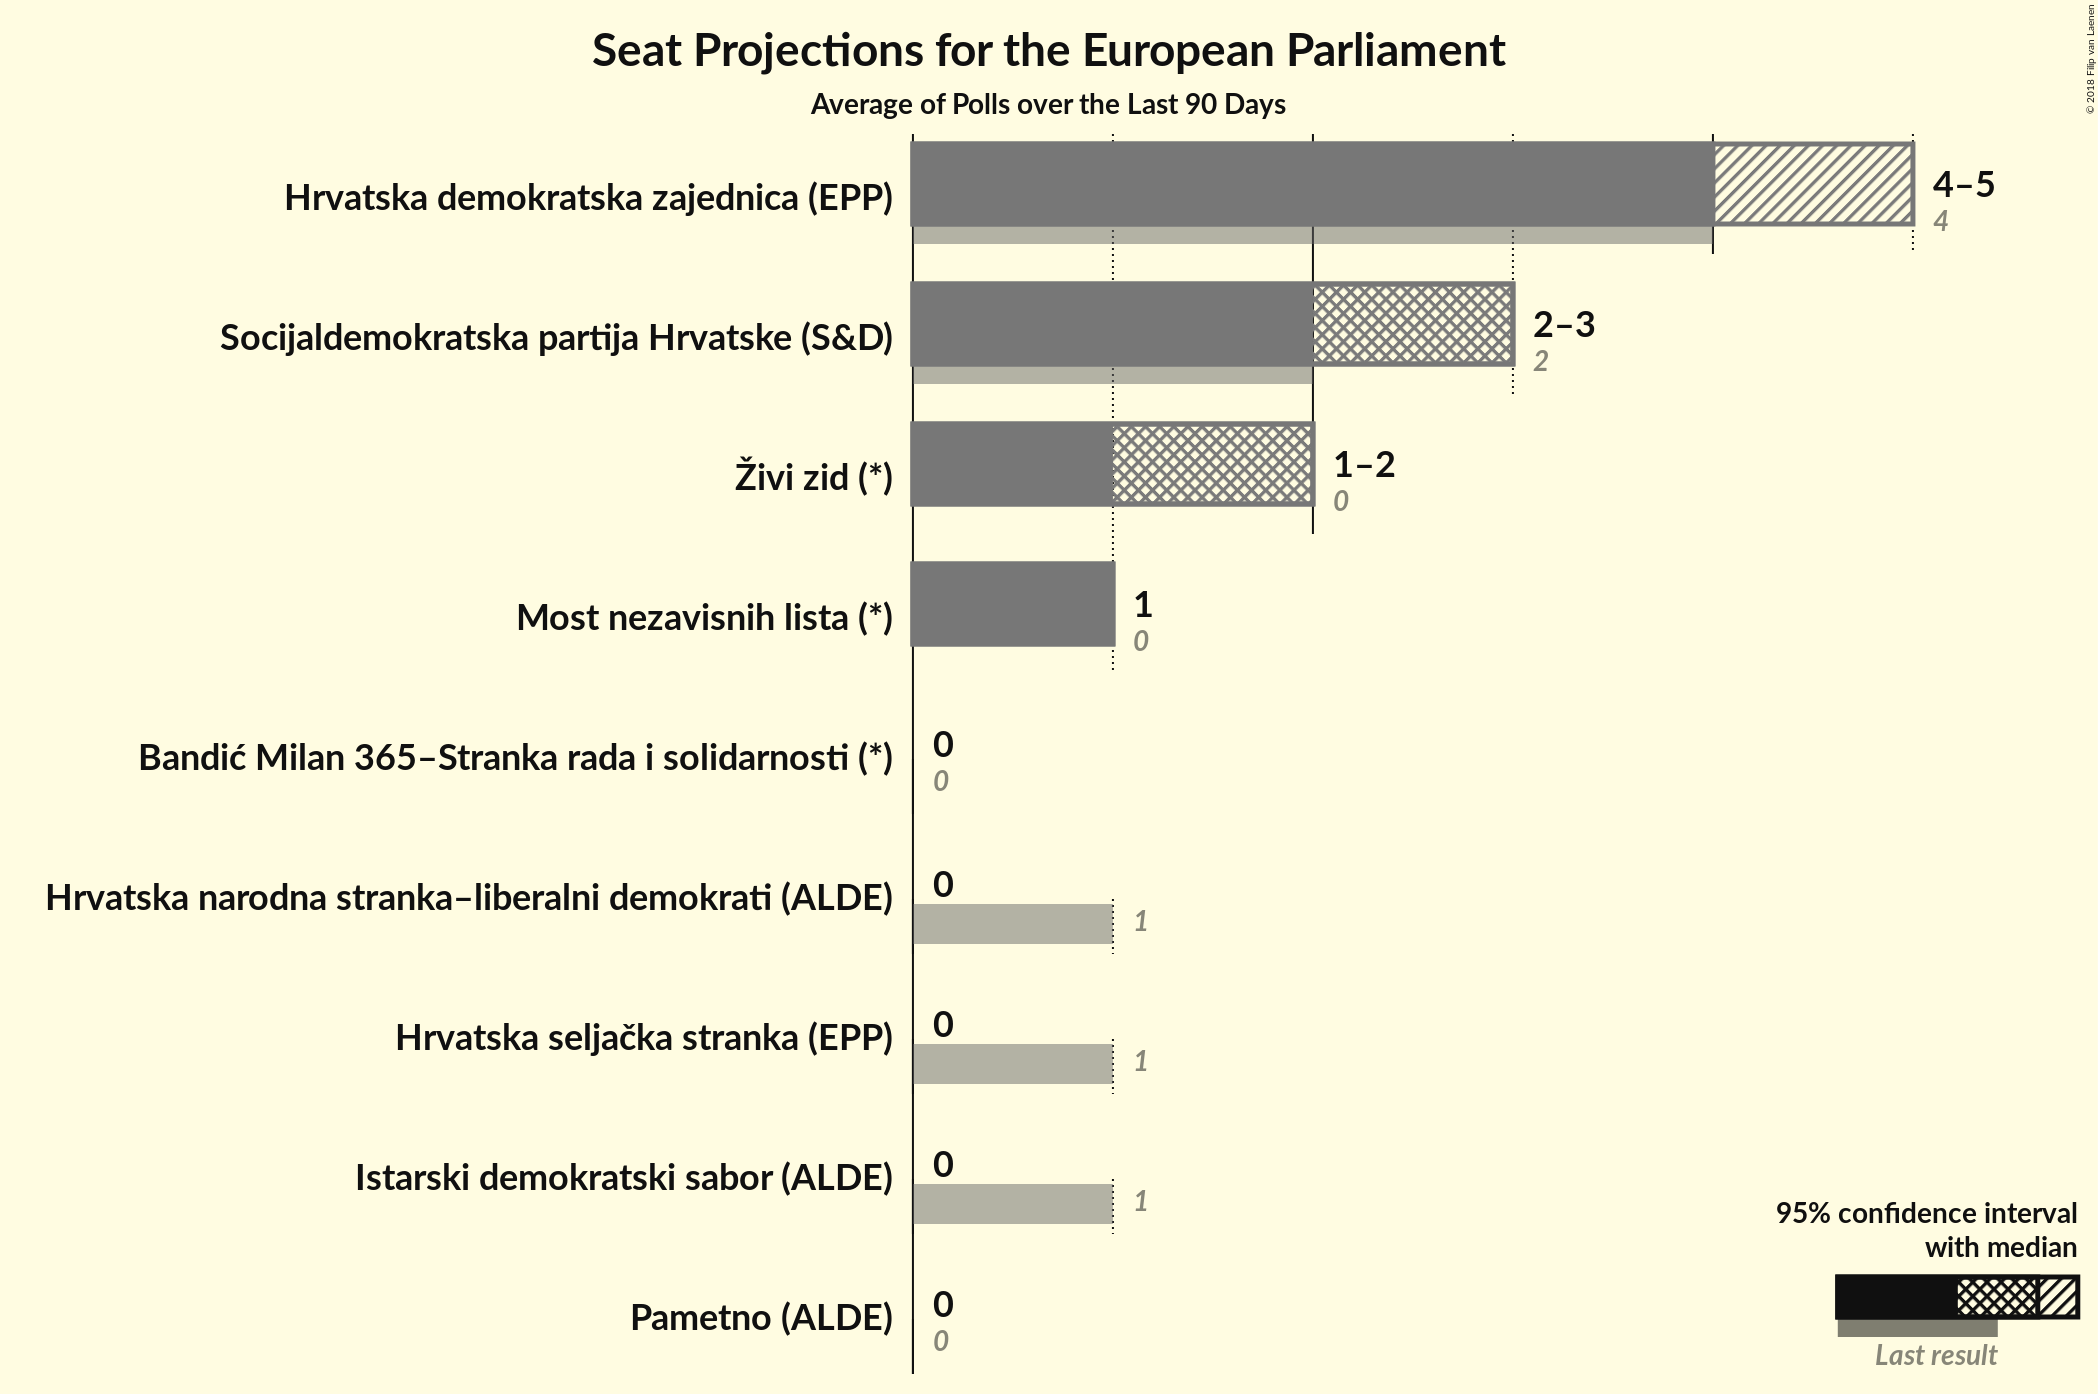 Seat Projections for the European Parliament
Average of Polls over the Last 90 Days
© 2018 Filip van Laenen
Hrvatska demokratska zajednica (EPP)
4–5
4
Socijaldemokratska partija Hrvatske (S&D)
2–3
2
Živi zid (*)
1–2
0
Most nezavisnih lista (*)
1
0
Bandić Milan 365–Stranka rada i solidarnosti (*)
0
0
Hrvatska narodna stranka–liberalni demokrati (ALDE)
0
1
Hrvatska seljačka stranka (EPP)
0
1
Istarski demokratski sabor (ALDE)
0
1
Pametno (ALDE)
0
0
95% confidence interval
with median
Last result